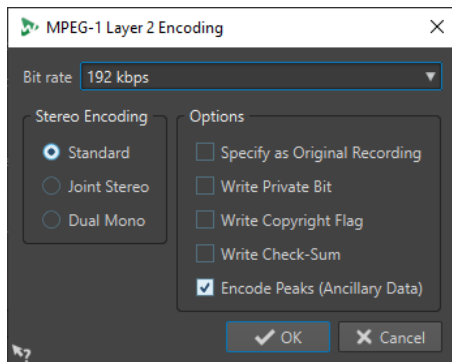 MPEG-1 Layer 2 Encoding
Bit rate 192 kbps
Stereo Encoding
Standard
Joint Stereo
Dual Mono
Options
Specify as Original Recording
Write Private Bit
Write Copyright Flag
Write Check-Sum
Encode Peaks (Ancillary Data)
OK Cancel
?